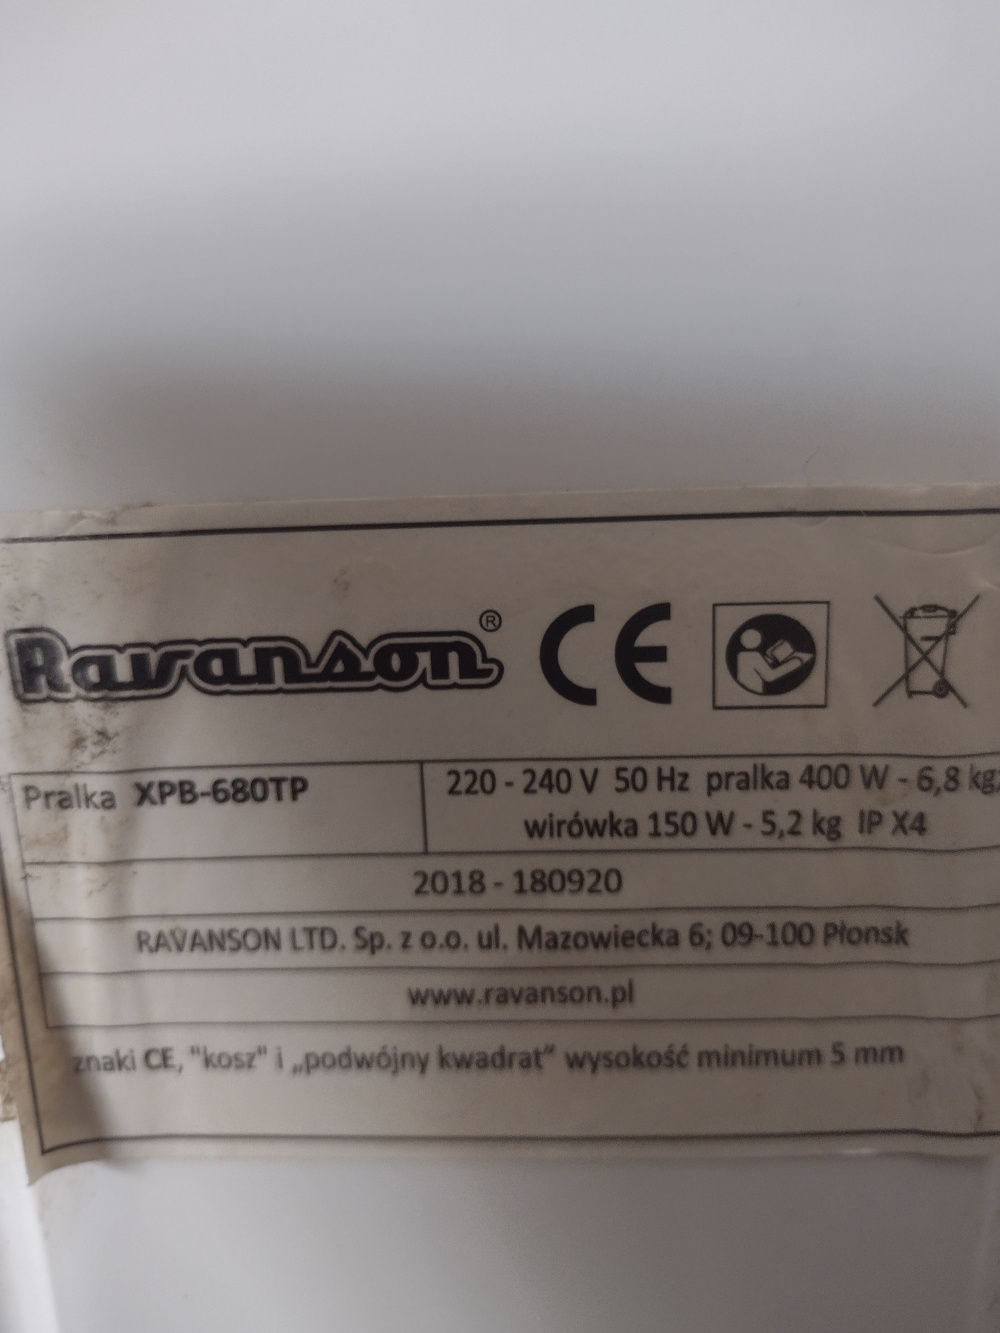 Ravanson ® CE
Pralka XPB-680TP
220 - 240 V 50 Hz pralka 400 W - 6,8 kg;
wirówka 150 W - 5,2 kg IP X4
2018 - 180920
RAVANSON LTD. Sp. z o.o. ul. Mazowiecka 6; 09-100 Płonsk
www.ravanson.pl
znaki CE, "kosz" i „podwójny kwadrat” wysokość minimum 5 mm